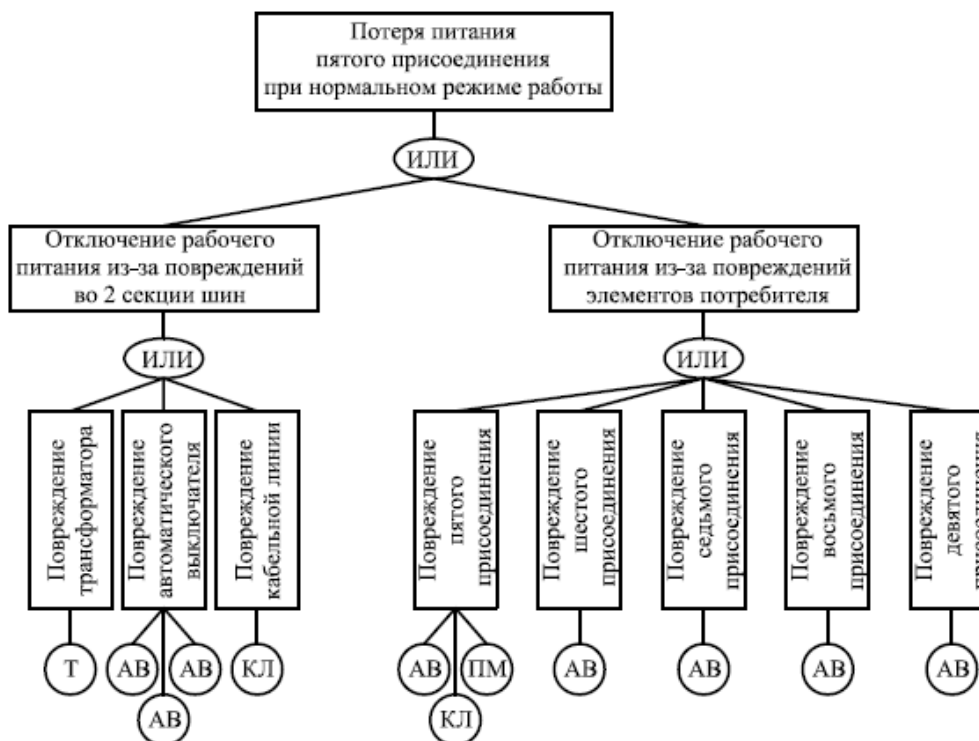 Потеря питания
пятого присоединения
при нормальном режиме работы
ИЛИ
Отключение рабочего
питания из-за повреждений
во 2 секции шин
Отключение рабочего
питания из-за повреждений
элементов потребителя
ИЛИ
ИЛИ
Повреждение
трансформатора
Повреждение
автоматического
выключателя
Повреждение
кабельной линии
Повреждение
пятого
присоединения
Повреждение
шестого
присоединения
Повреждение
седьмого
присоединения
Повреждение
восьмого
присоединения
Повреждение
девятого
присоединения
Т
АВ
АВ
КЛ
АВ
ПМ
АВ
АВ
АВ
АВ
АВ
КЛ